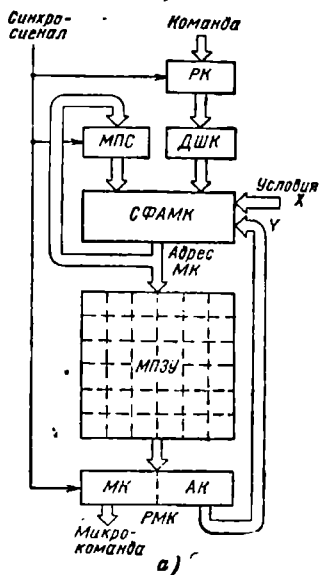 Синхро-
сигнал
Команда
РК
МПС
ДШК
СФАМК
Условия
X
Y
Адрес
МК
МПЗУ
МК
АК
РМК
Микро-
команда
а)